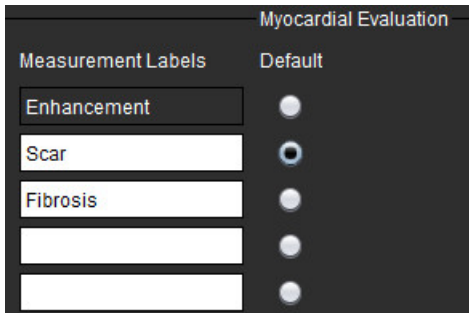 Myocardial Evaluation
Measurement Labels Default
Enhancement
Scar
Fibrosis